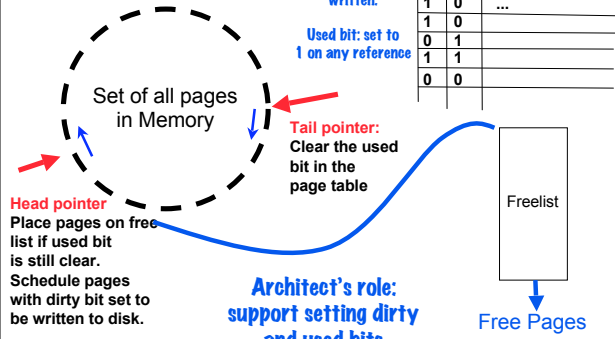 written.
Used bit: set to
1 on any reference
1 0 ...
1 0
0 1
1 1
0 0
Set of all pages
in Memory
Tail pointer:
Clear the used
bit in the
page table
Head pointer
Place pages on free
list if used bit
is still clear.
Schedule pages
with dirty bit set to
be written to disk.
Freelist
Architect's role:
support setting dirty
and used bits
Free Pages